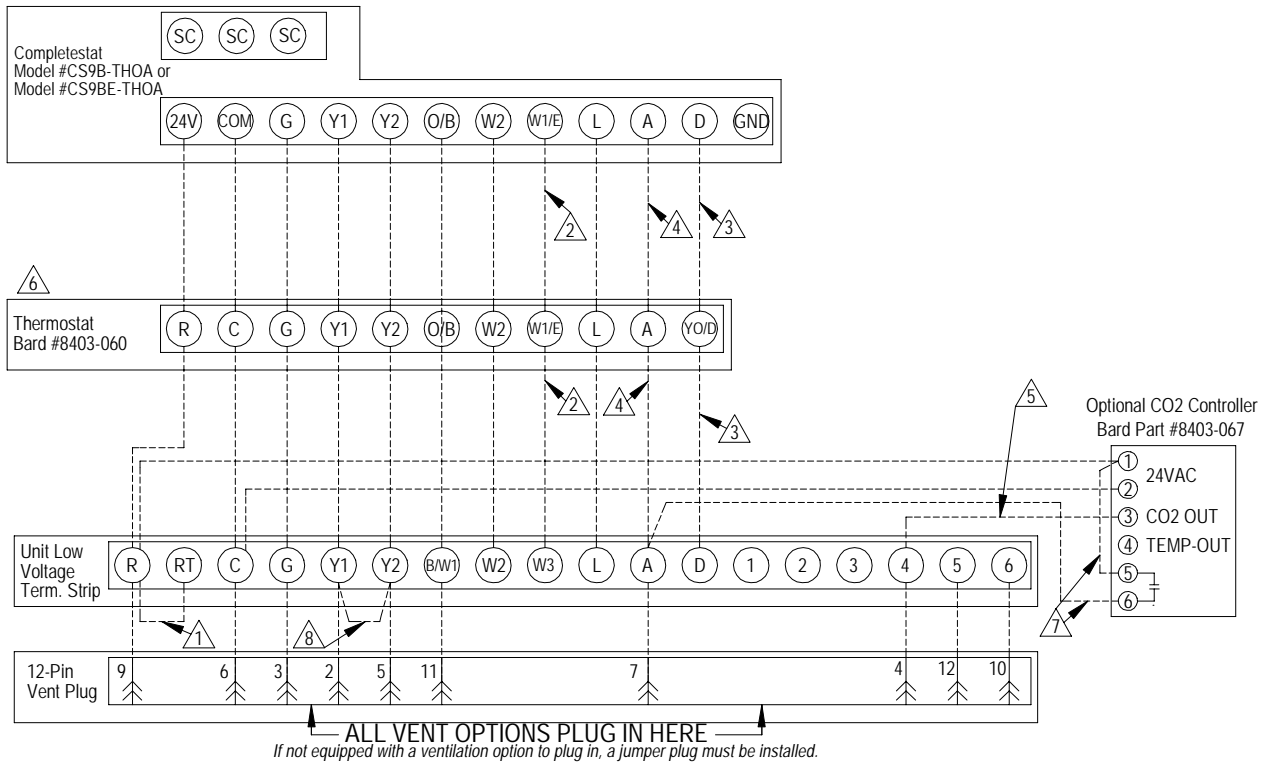 SC SC SC
Completestat
Model #CS9B-THOA or
Model #CS9BE-THOA
24V COM G Y1 Y2 O/B W2 W1/E L A D GND
2 4 3
6
Thermostat
Bard #8403-060
R C G Y1 Y2 O/B W2 W1/E L A YO/D
2 4 3 5
Optional CO2 Controller
Bard Part #8403-067
1
24VAC
2
3 CO2 OUT
4 TEMP-OUT
5
6
7
Unit Low
Voltage
Term. Strip
R RT C G Y1 Y2 B/W1 W2 W3 L A D 1 2 3 4 5 6
1 8
12-Pin
Vent Plug
9 6 3 2 5 11 7 4 12 10
ALL VENT OPTIONS PLUG IN HERE
If not equipped with a ventilation option to plug in, a jumper plug must be installed.